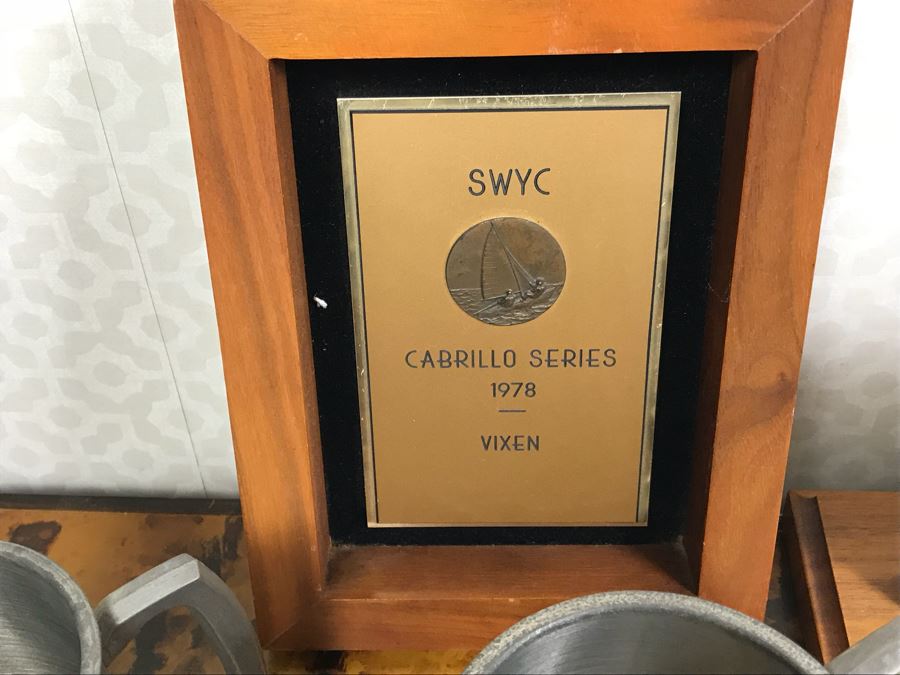 SWYC
CABRILLO SERIES
1978
VIXEN